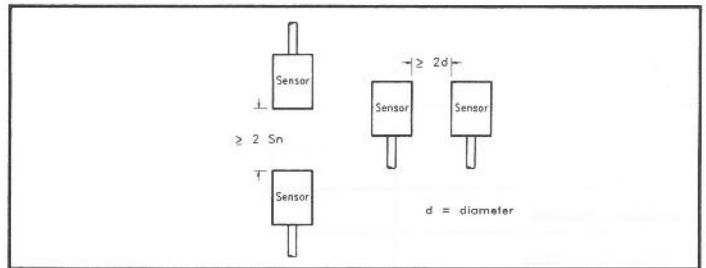 Sensor
≥ 2 Sn
Sensor
≥ 2d
Sensor
Sensor
d = diameter